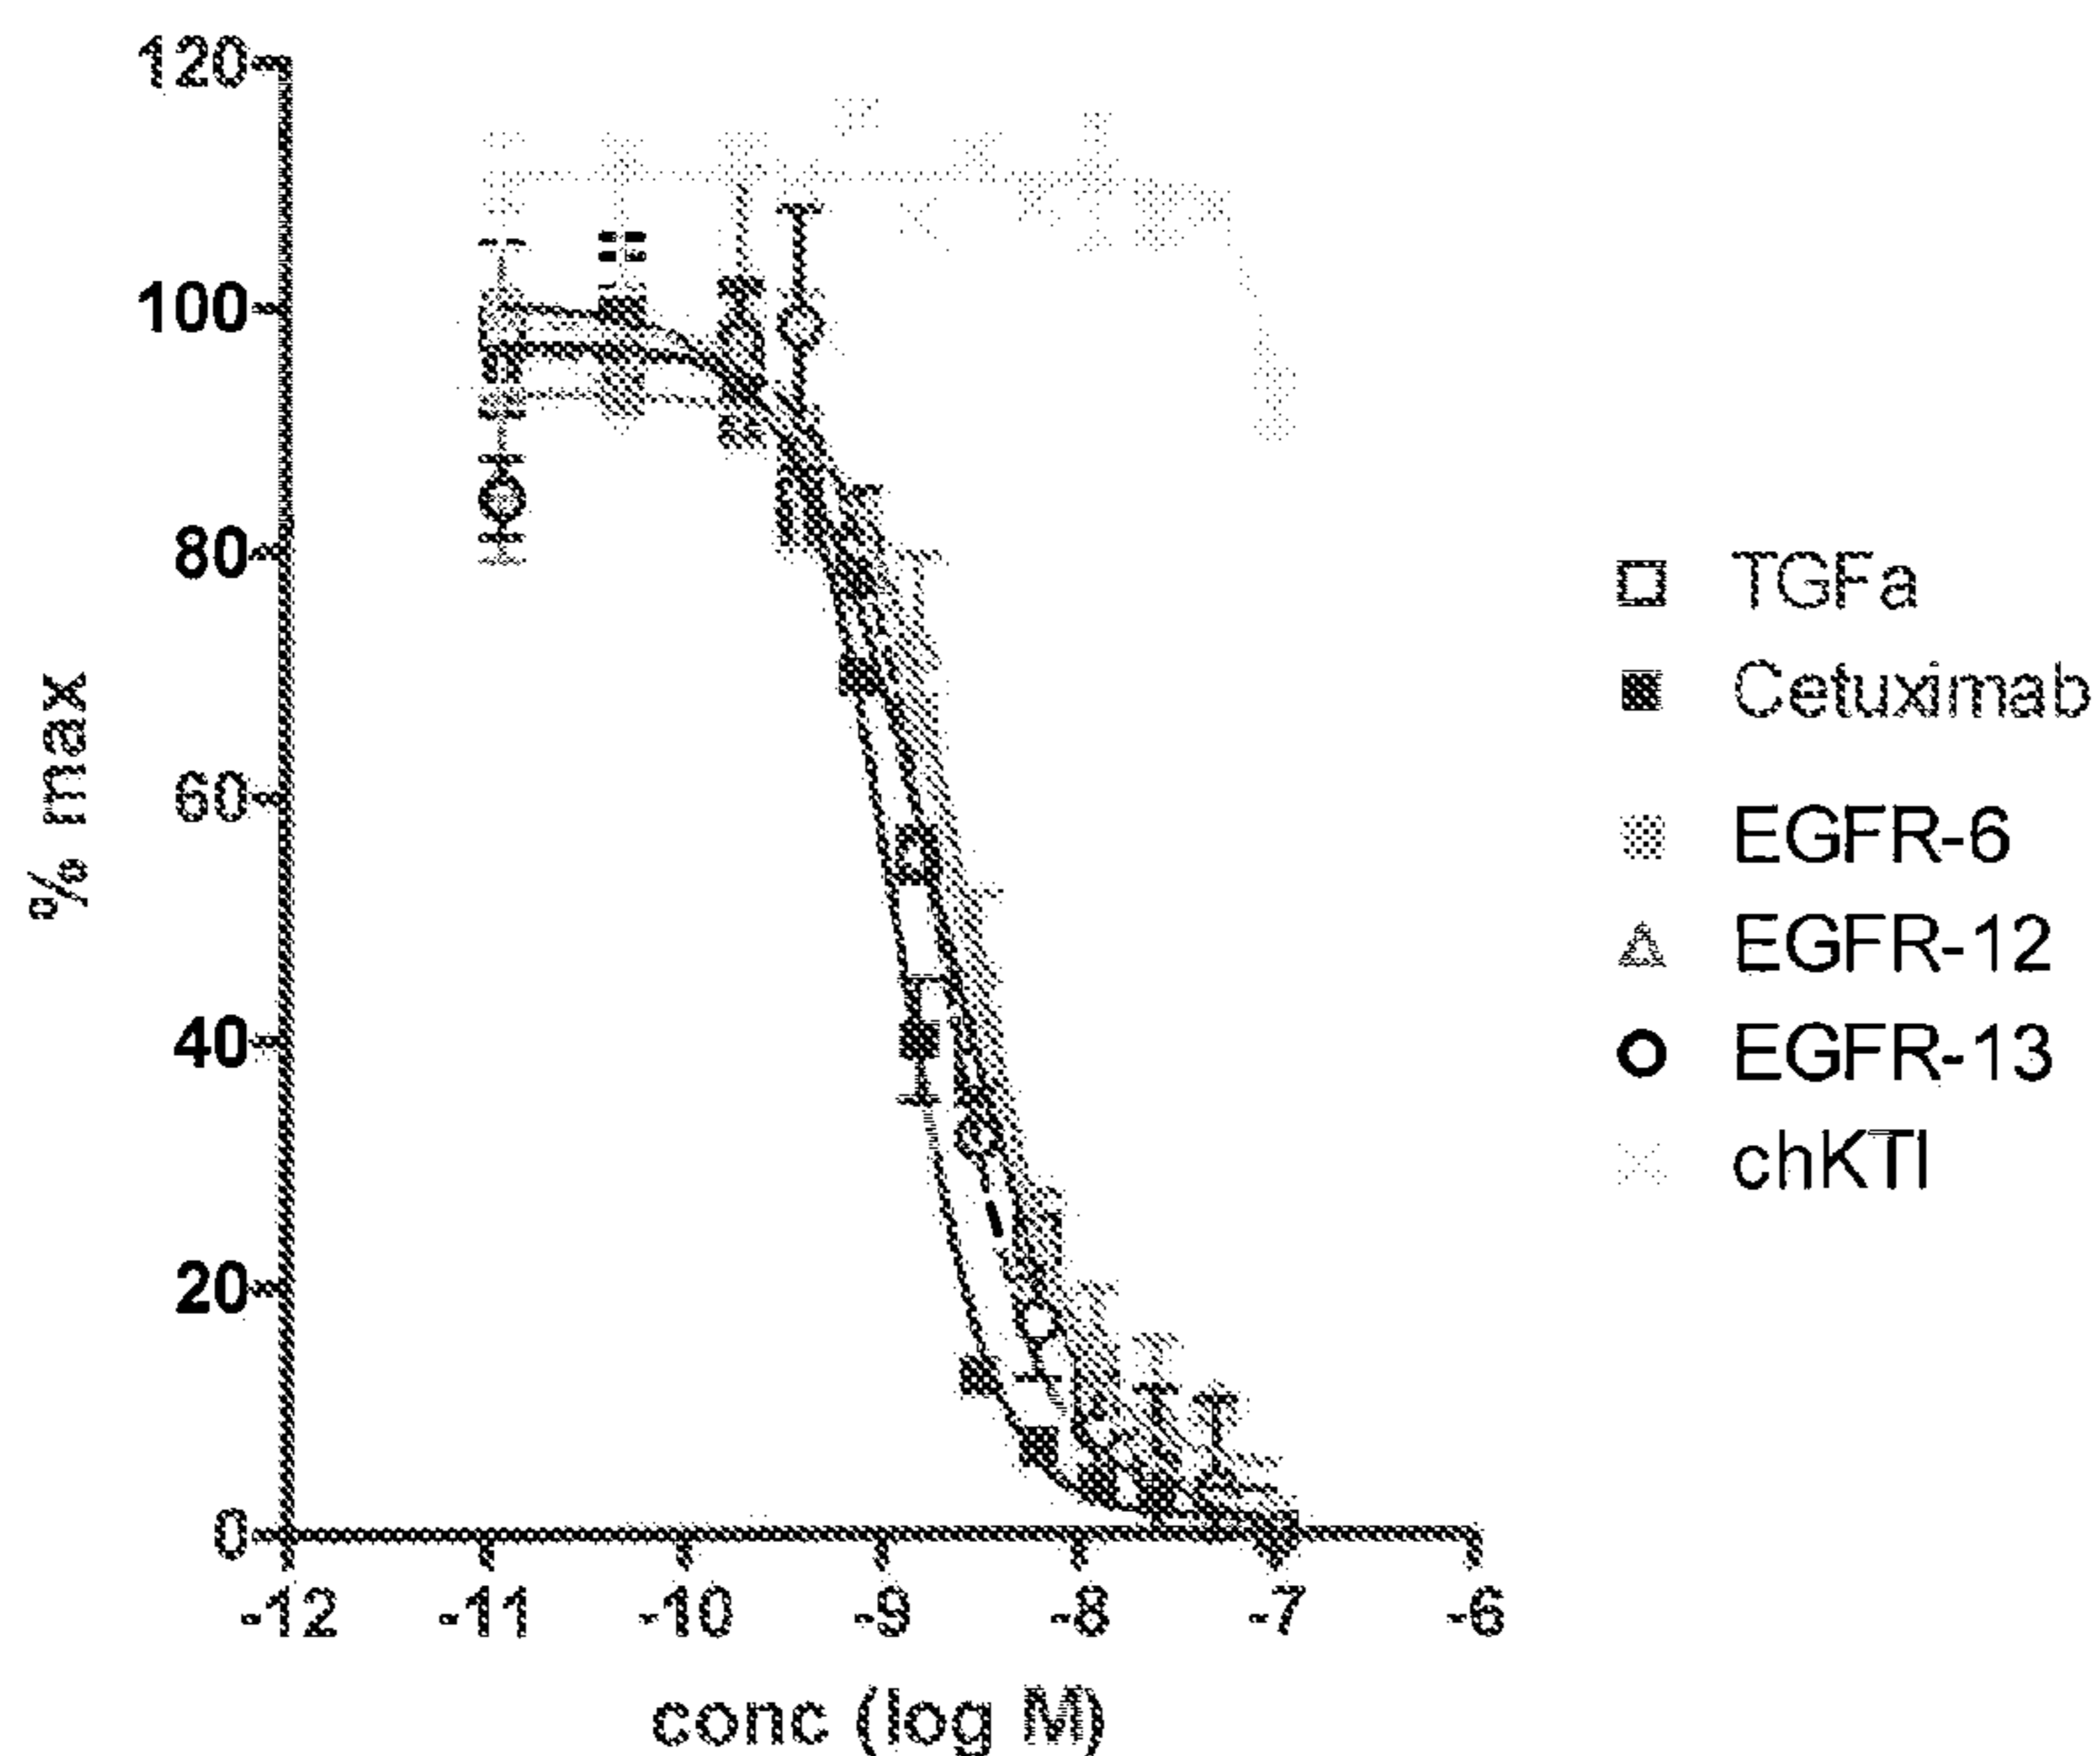 120
100
80
60
40
20
0
% max
-12 -11 -10 -9 -8 -7 -6
conc (log M)
TGFa
Cetuximab
EGFR-6
EGFR-12
EGFR-13
chKTI